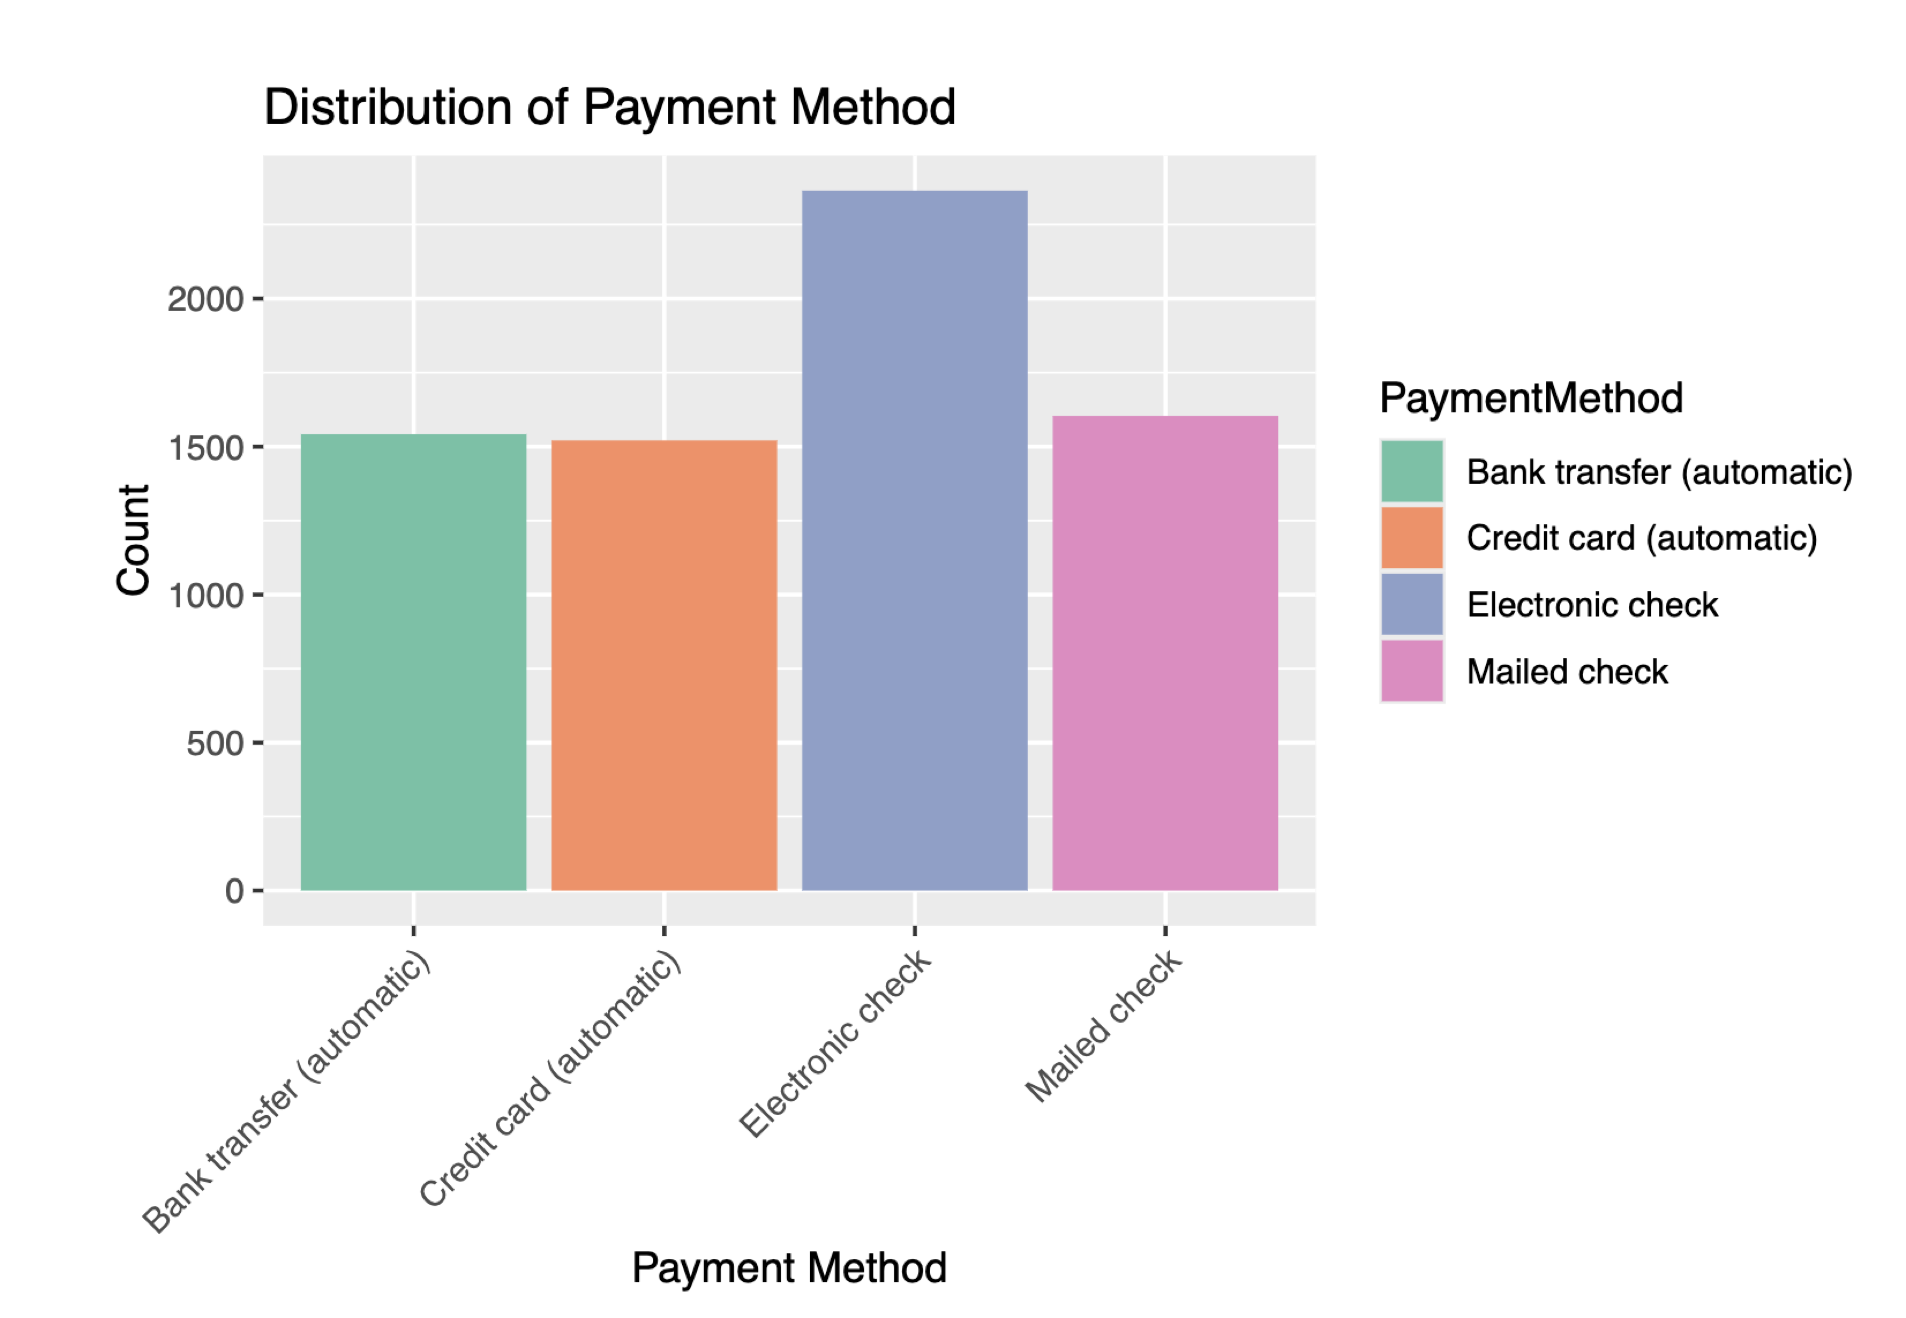 Distribution of Payment Method
Count
2000
1500
1000
500
0
Bank transfer (automatic)
Credit card (automatic)
Electronic check
Mailed check
Payment Method
PaymentMethod
Bank transfer (automatic)
Credit card (automatic)
Electronic check
Mailed check